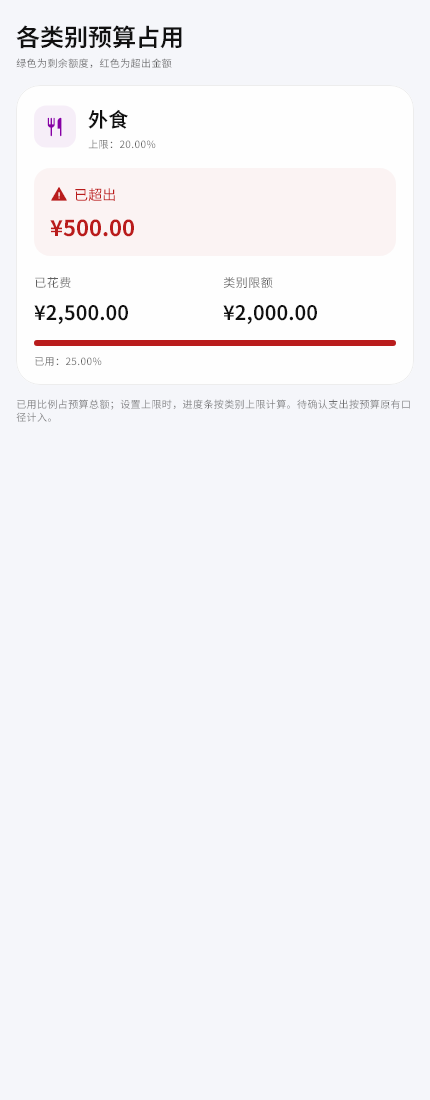 各类别预算占用
绿色为剩余额度，红色为超出金额
外食
上限：20.00%
已超出
¥500.00
已花费
类别限额
¥2,500.00
¥2,000.00
已用：25.00%
已用比例占预算总额；设置上限时，进度条按类别上限计算。待确认支出按预算原有口
径计入。